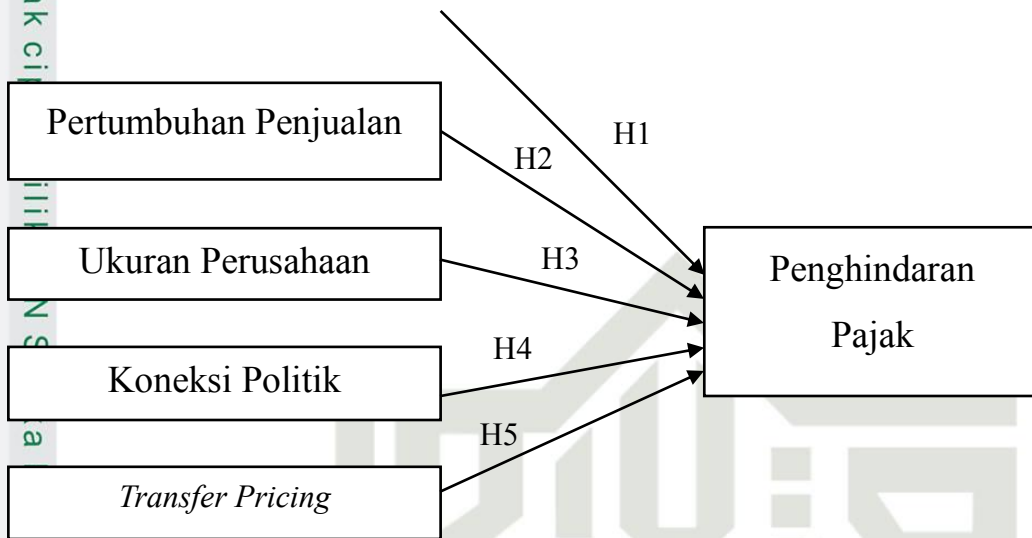 Pertumbuhan Penjualan
H1
H2
Ukuran Perusahaan
H3
Penghindaran
Pajak
Koneksi Politik
H4
H5
Transfer Pricing